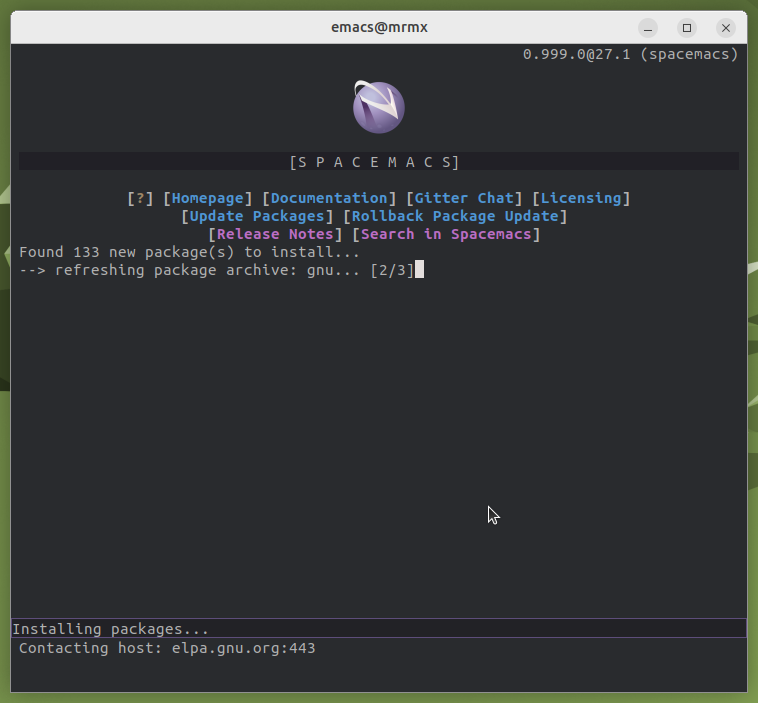 emacs@mrmx
0.999.0@27.1 (spacemacs)
[S P A C E M A C S]
[?] [Homepage] [Documentation] [Gitter Chat] [Licensing]
[Update Packages] [Rollback Package Update]
[Release Notes] [Search in Spacemacs]
Found 133 new package(s) to install...
--> refreshing package archive: gnu... [2/3]
Installing packages...
Contacting host: elpa.gnu.org:443